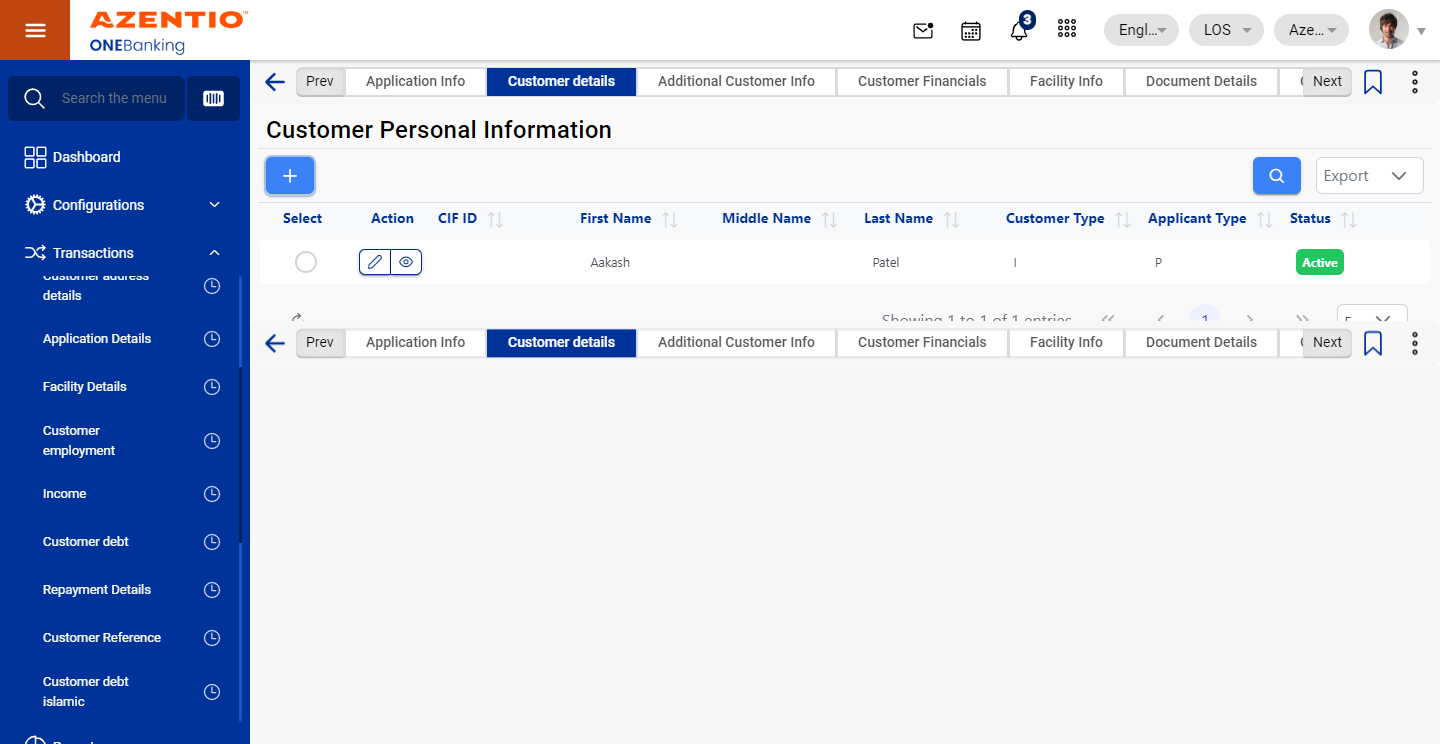 AZENTIO™
ONEBanking
3
Engl...
LOS
Aze...
Search the menu
Dashboard
Configurations
Transactions
Customer address
details
Application Details
Facility Details
Customer
employment
Income
Customer debt
Repayment Details
Customer Reference
Customer debt
islamic
Prev
Application Info
Customer details
Additional Customer Info
Customer Financials
Facility Info
Document Details
Next
Customer Personal Information
Export
Select
Action
CIF ID
First Name
Middle Name
Last Name
Customer Type
Applicant Type
Status
Aakash
Patel
I
P
Active
Showing 1 to 1 of 1 entries
1
5
Prev
Application Info
Customer details
Additional Customer Info
Customer Financials
Facility Info
Document Details
Next